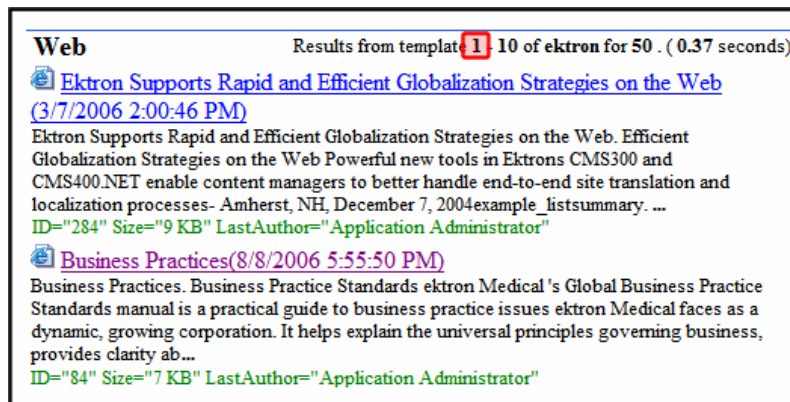 Web Results from template 1 - 10 of ektron for 50 . ( 0.37 seconds)
Ektron Supports Rapid and Efficient Globalization Strategies on the Web
(3/7/2006 2:00:46 PM)
Ektron Supports Rapid and Efficient Globalization Strategies on the Web. Efficient
Globalization Strategies on the Web Powerful new tools in Ektrons CMS300 and
CMS400.NET enable content managers to better handle end-to-end site translation and
localization processes- Amherst, NH, December 7, 2004example_listsummary. ...
ID="284" Size="9 KB" LastAuthor="Application Administrator"
Business Practices(8/8/2006 5:55:50 PM)
Business Practices. Business Practice Standards ektron Medical 's Global Business Practice
Standards manual is a practical guide to business practice issues ektron Medical faces as a
dynamic, growing corporation. It helps explain the universal principles governing business,
provides clarity ab...
ID="84" Size="7 KB" LastAuthor="Application Administrator"